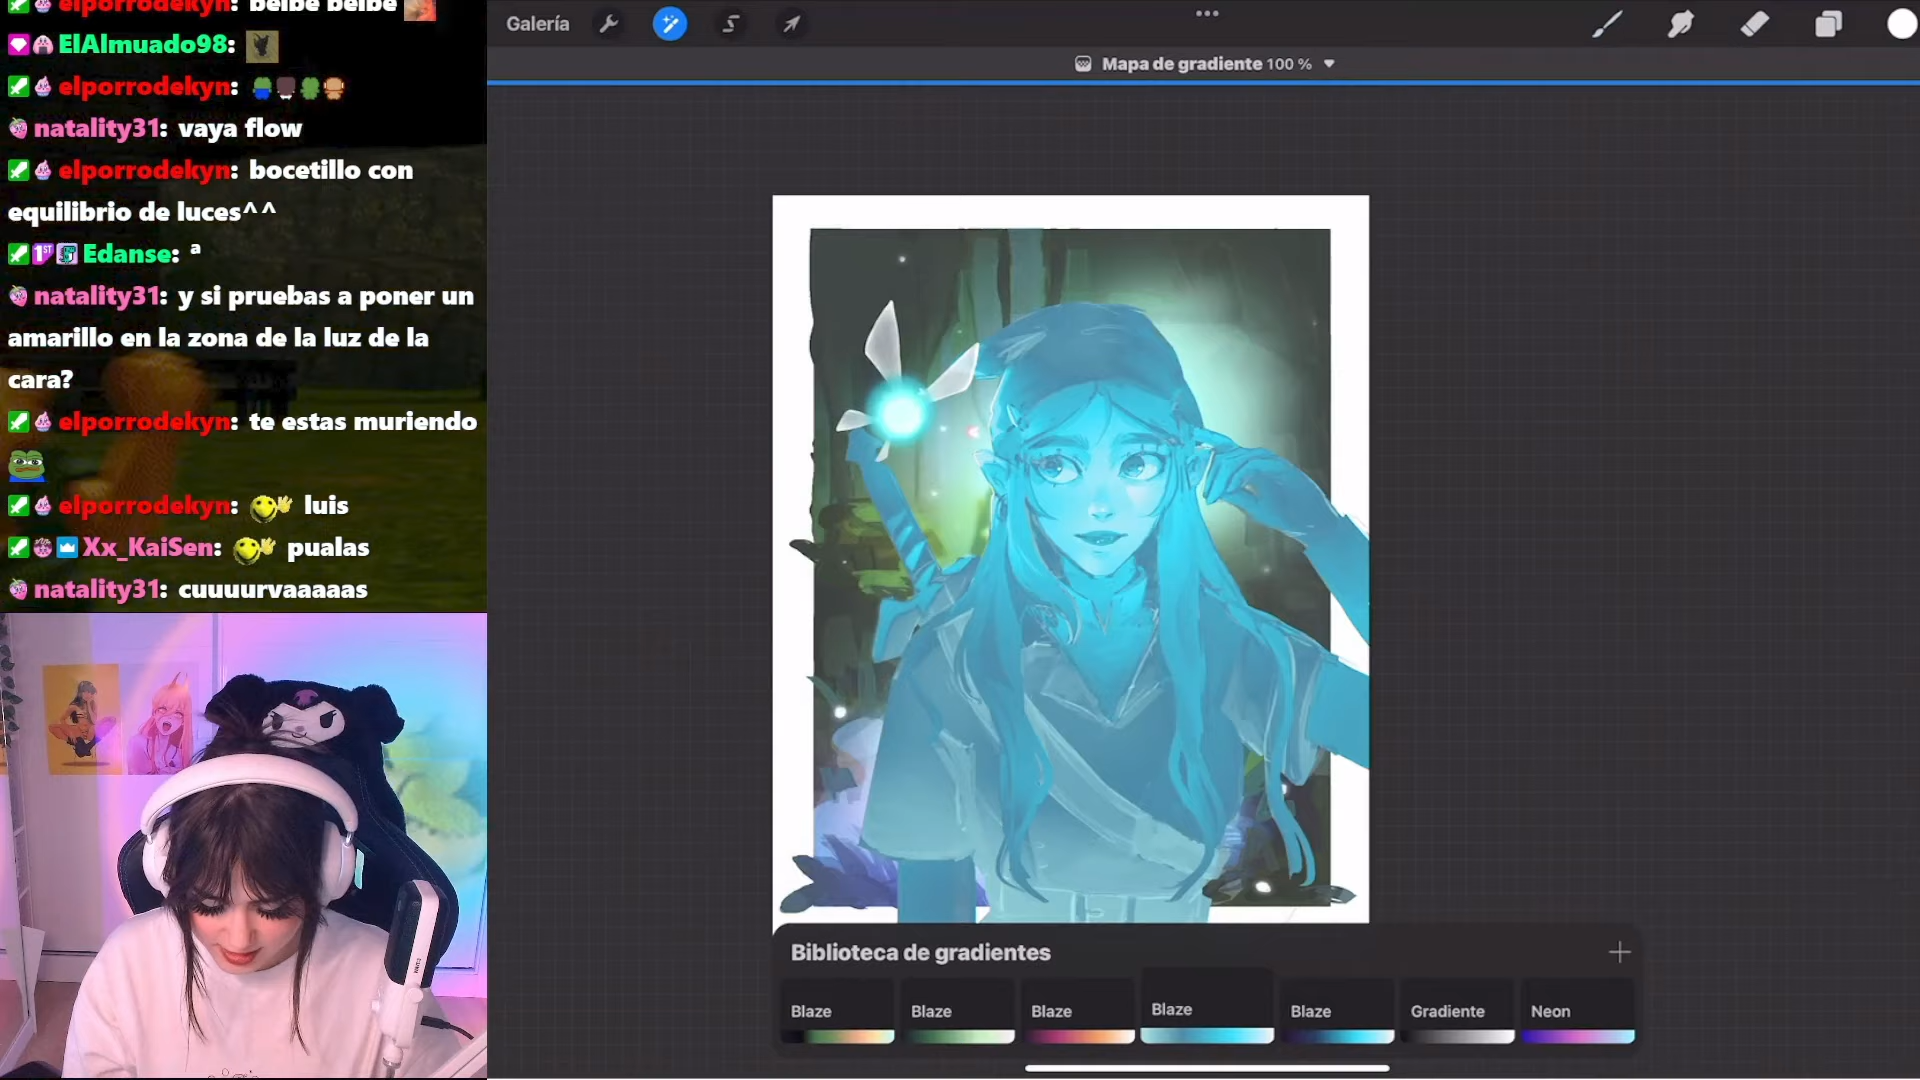 elporrodekyn: beibe beibe
ElAlmuado98:
elporrodekyn:
natality31: vaya flow
elporrodekyn: bocetillo con
equilibrio de luces^^
1ST Edanse: ª
natality31: y si pruebas a poner un
amarillo en la zona de la luz de la
cara?
elporrodekyn: te estas muriendo
elporrodekyn: luis
Xx_KaiSen: pualas
natality31: cuuuurvaaaaas
Galería
Mapa de gradiente 100 %
Biblioteca de gradientes
Blaze Blaze Blaze Blaze Blaze Gradiente Neon